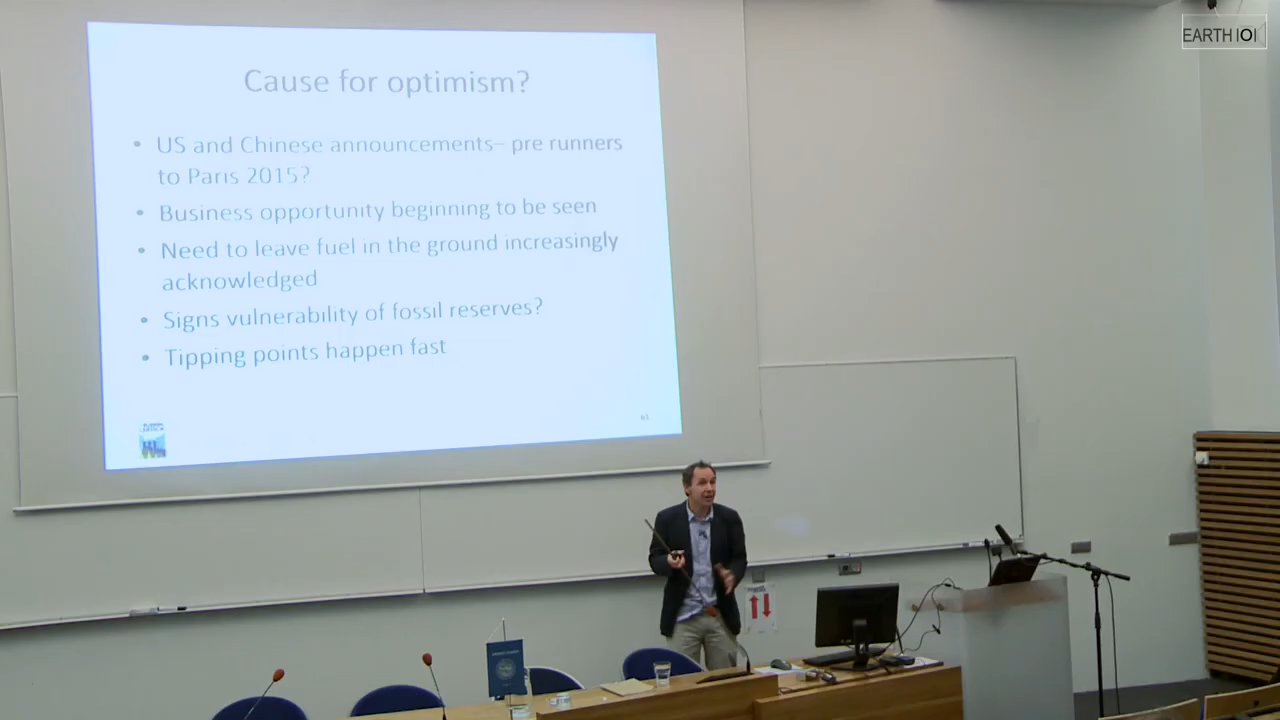 EARTH 101
Cause for optimism?
• US and Chinese announcements– pre runners
to Paris 2015?
• Business opportunity beginning to be seen
• Need to leave fuel in the ground increasingly
acknowledged
• Signs vulnerability of fossil reserves?
• Tipping points happen fast